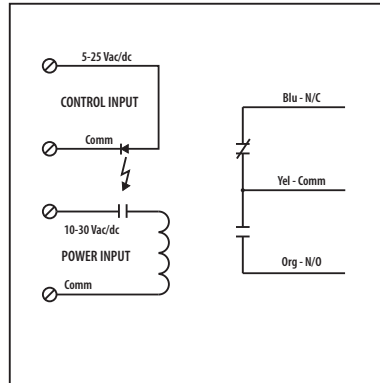 5-25 Vac/dc
CONTROL INPUT
Comm
10-30 Vac/dc
POWER INPUT
Comm
Blu - N/C
Yel - Comm
Org - N/O